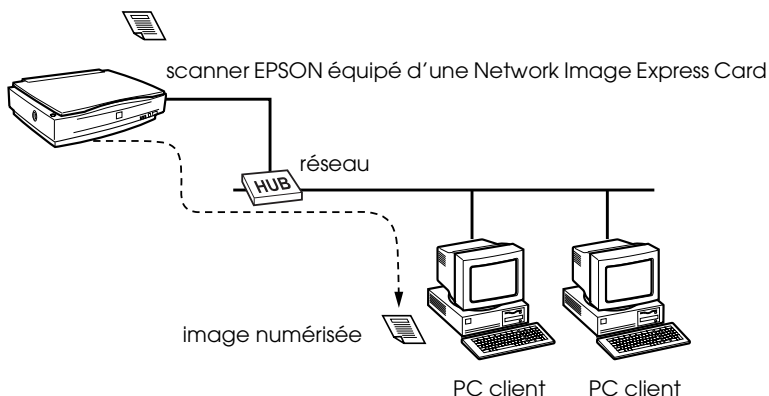 scanner EPSON équipé d'une Network Image Express Card
réseau
HUB
image numérisée
PC client
PC client